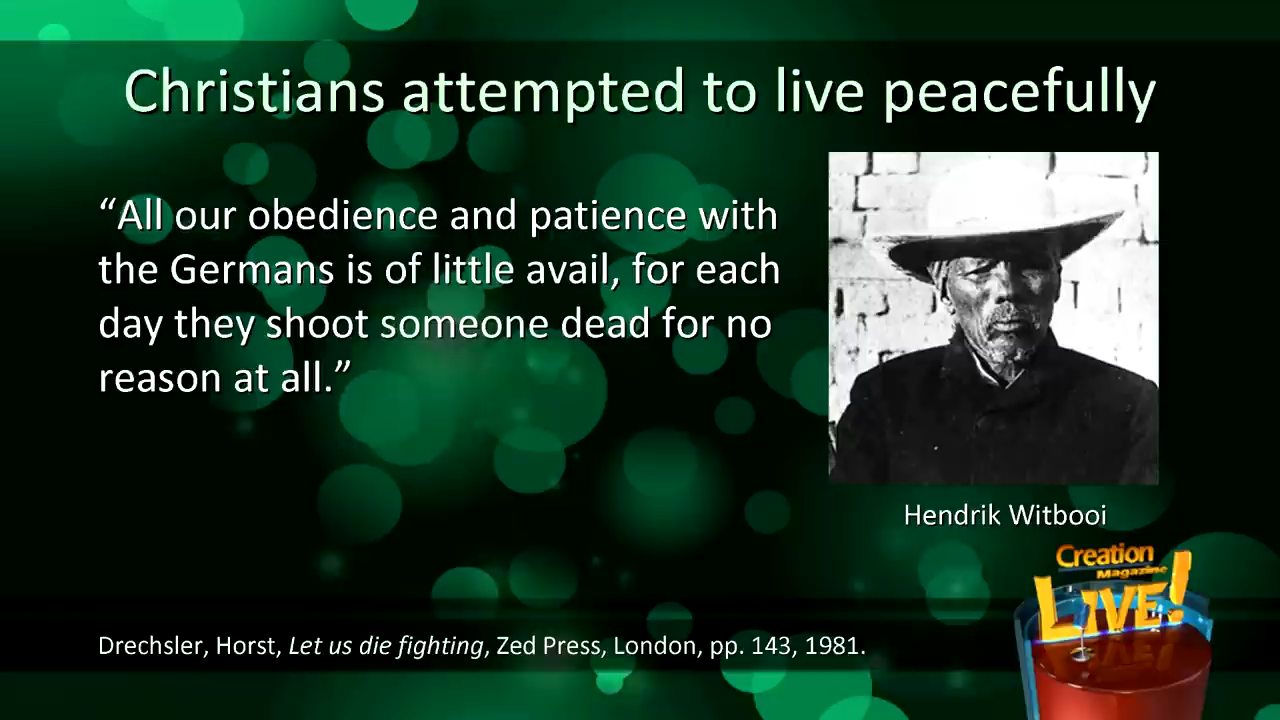 Christians attempted to live peacefully
“All our obedience and patience with
the Germans is of little avail, for each
day they shoot someone dead for no
reason at all.”
Hendrik Witbooi
Creation
Magazine
LIVE!
Drechsler, Horst, Let us die fighting, Zed Press, London, pp. 143, 1981.